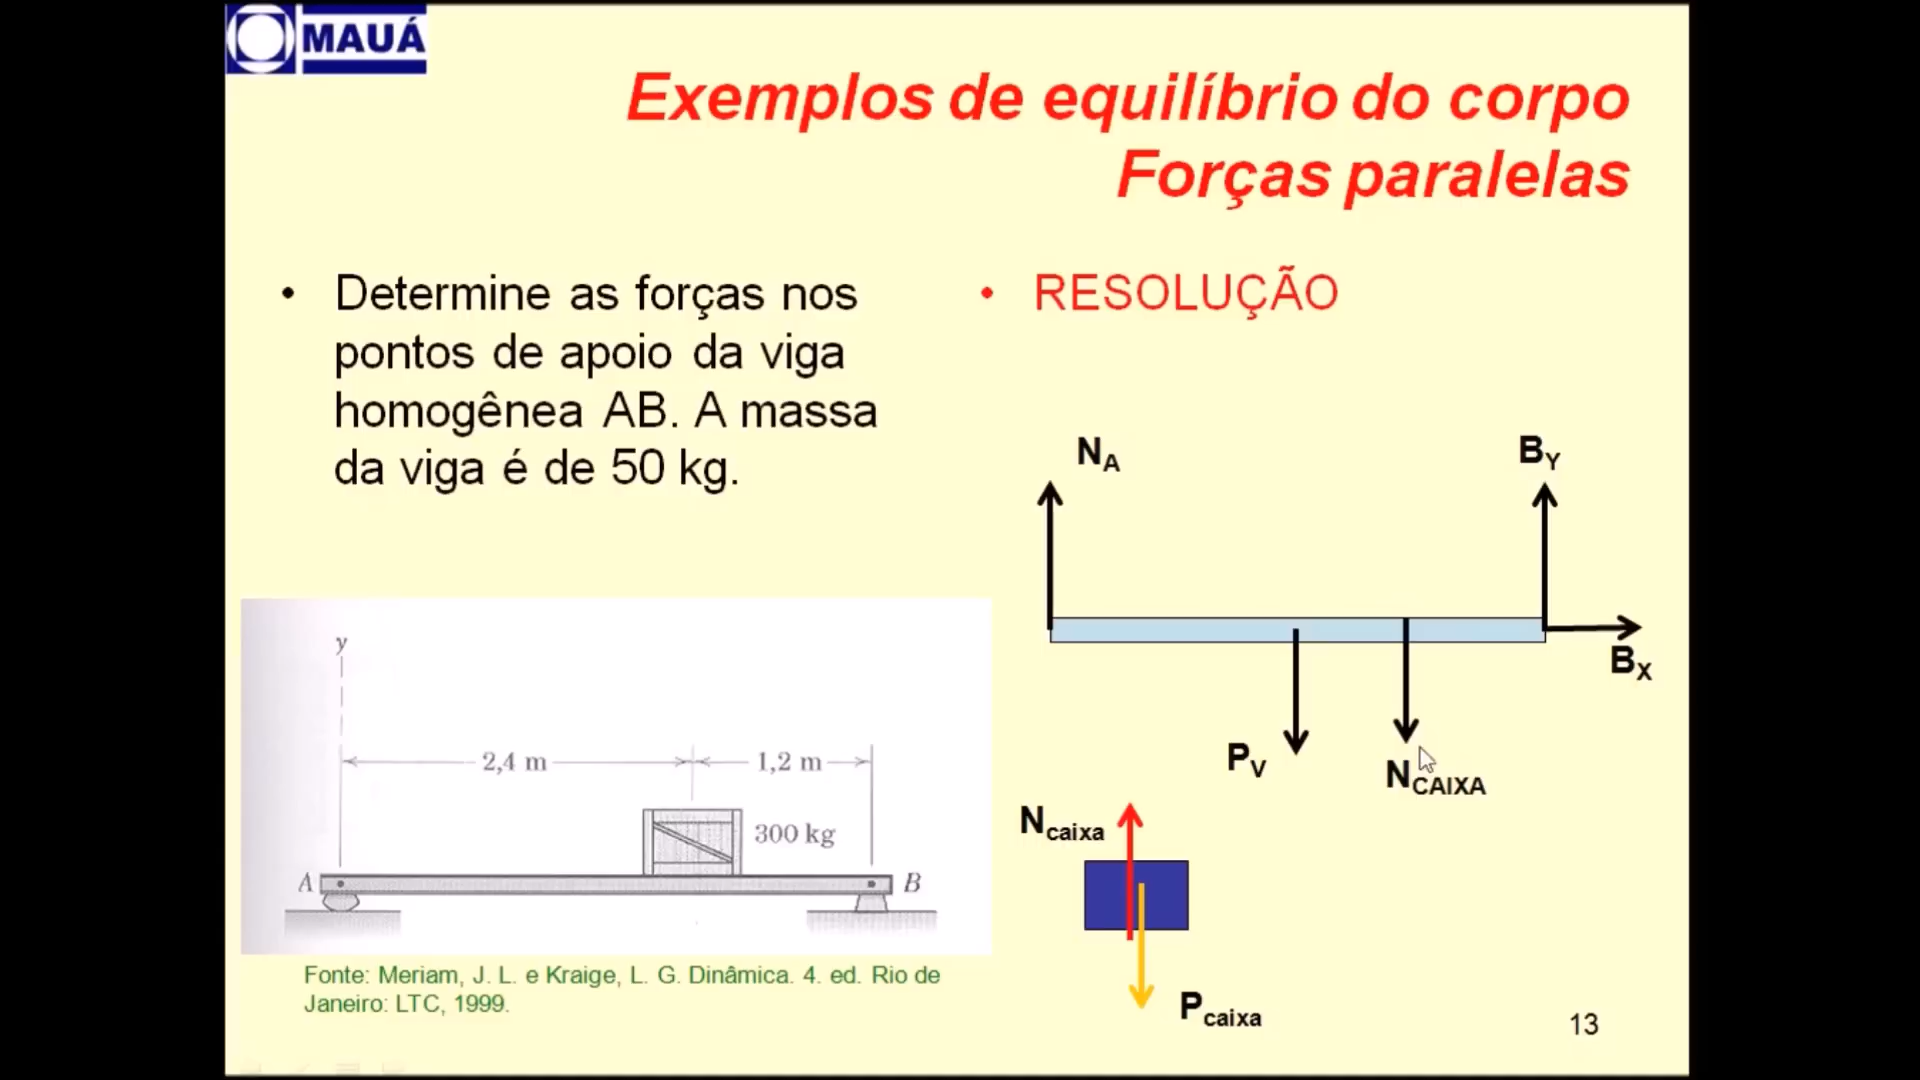 MAUÁ
Exemplos de equilíbrio do corpo
Forças paralelas
• Determine as forças nos
pontos de apoio da viga
homogênea AB. A massa
da viga é de 50 kg.
• RESOLUÇÃO
N_A
B_Y
B_X
P_V
N_CAIXA
N_caixa
P_caixa
y
2,4 m
1,2 m
300 kg
A
B
Fonte: Meriam, J. L. e Kraige, L. G. Dinâmica. 4. ed. Rio de
Janeiro: LTC, 1999.
13